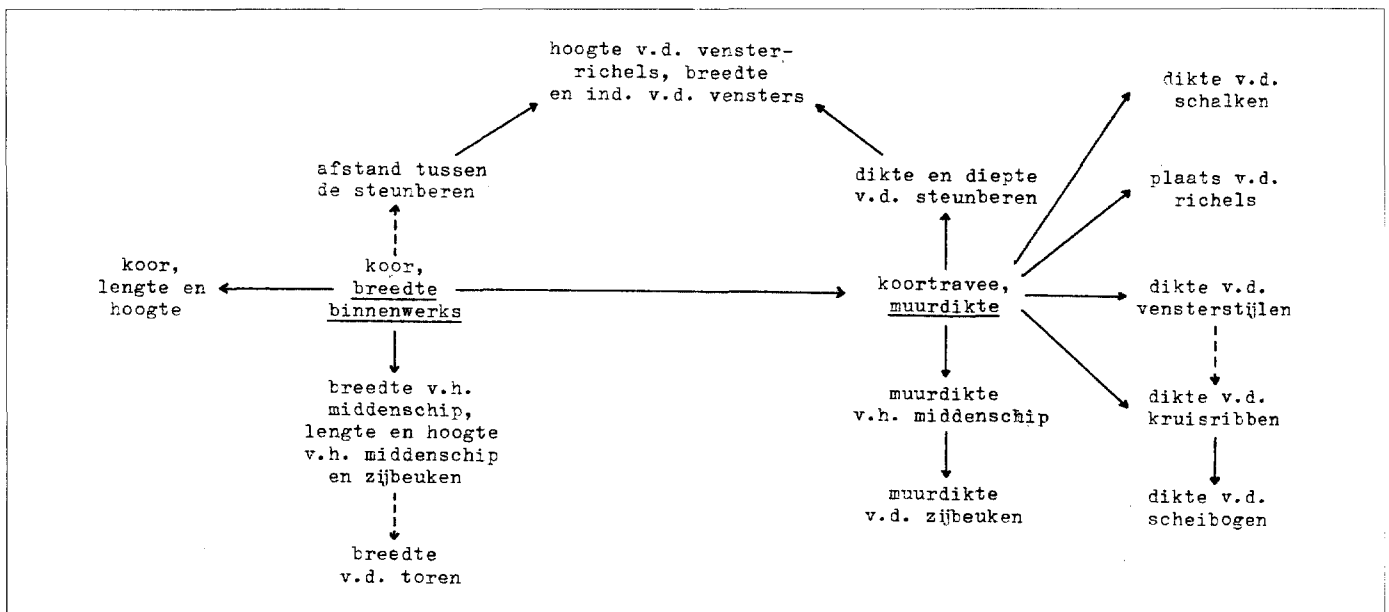 hoogte v.d. venster-
richels, breedte
en ind. v.d. vensters
dikte v.d.
schalken
afstand tussen
de steunberen
dikte en diepte
v.d. steunberen
plaats v.d.
richels
koor,
lengte en
hoogte
koor,
breedte
binnenwerks
koortravee,
muurdikte
dikte v.d.
vensterstijlen
breedte v.h.
middenschip,
lengte en hoogte
v.h. middenschip
en zijbeuken
muurdikte
v.h. middenschip
dikte v.d.
kruisribben
muurdikte
v.d. zijbeuken
dikte v.d.
scheibogen
breedte
v.d. toren